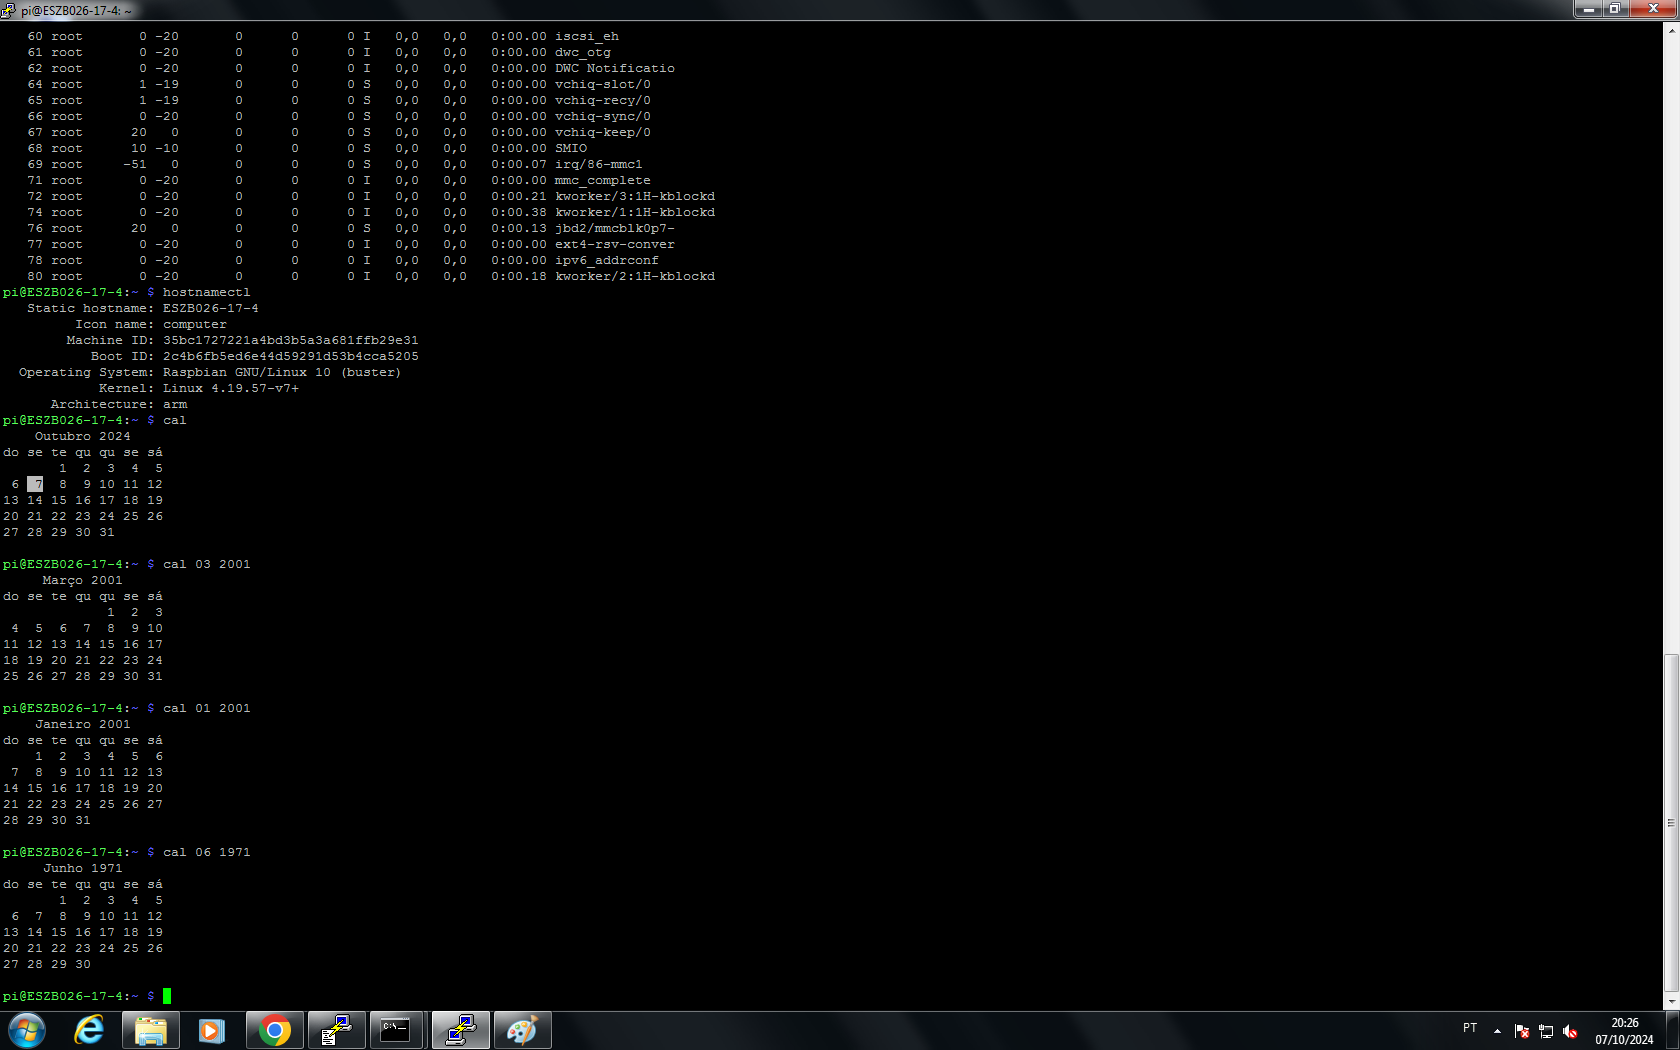 pi@ESZB026-17-4: ~
60 root 0 -20 0 0 0 I 0,0 0,0 0:00.00 iscsi_eh
61 root 0 -20 0 0 0 I 0,0 0,0 0:00.00 dwc_otg
62 root 0 -20 0 0 0 I 0,0 0,0 0:00.00 DWC Notificatio
64 root 1 -19 0 0 0 S 0,0 0,0 0:00.00 vchiq-slot/0
65 root 1 -19 0 0 0 S 0,0 0,0 0:00.00 vchiq-recy/0
66 root 0 -20 0 0 0 S 0,0 0,0 0:00.00 vchiq-sync/0
67 root 20 0 0 0 0 S 0,0 0,0 0:00.00 vchiq-keep/0
68 root 10 -10 0 0 0 S 0,0 0,0 0:00.00 SMIO
69 root -51 0 0 0 0 S 0,0 0,0 0:00.07 irq/86-mmc1
71 root 0 -20 0 0 0 I 0,0 0,0 0:00.00 mmc_complete
72 root 0 -20 0 0 0 I 0,0 0,0 0:00.21 kworker/3:1H-kblockd
74 root 0 -20 0 0 0 I 0,0 0,0 0:00.38 kworker/1:1H-kblockd
76 root 20 0 0 0 0 S 0,0 0,0 0:00.13 jbd2/mmcblk0p7-
77 root 0 -20 0 0 0 I 0,0 0,0 0:00.00 ext4-rsv-conver
78 root 0 -20 0 0 0 I 0,0 0,0 0:00.00 ipv6_addrconf
80 root 0 -20 0 0 0 I 0,0 0,0 0:00.18 kworker/2:1H-kblockd
pi@ESZB026-17-4:~ $ hostnamectl
Static hostname: ESZB026-17-4
Icon name: computer
Machine ID: 35bc1727221a4bd3b5a3a681ffb29e31
Boot ID: 2c4b6fb5ed6e44d59291d53b4cca5205
Operating System: Raspbian GNU/Linux 10 (buster)
Kernel: Linux 4.19.57-v7+
Architecture: arm
pi@ESZB026-17-4:~ $ cal
Outubro 2024
do se te qu qu se sá
1 2 3 4 5
6 7 8 9 10 11 12
13 14 15 16 17 18 19
20 21 22 23 24 25 26
27 28 29 30 31
pi@ESZB026-17-4:~ $ cal 03 2001
Março 2001
do se te qu qu se sá
1 2 3
4 5 6 7 8 9 10
11 12 13 14 15 16 17
18 19 20 21 22 23 24
25 26 27 28 29 30 31
pi@ESZB026-17-4:~ $ cal 01 2001
Janeiro 2001
do se te qu qu se sá
1 2 3 4 5 6
7 8 9 10 11 12 13
14 15 16 17 18 19 20
21 22 23 24 25 26 27
28 29 30 31
pi@ESZB026-17-4:~ $ cal 06 1971
Junho 1971
do se te qu qu se sá
1 2 3 4 5
6 7 8 9 10 11 12
13 14 15 16 17 18 19
20 21 22 23 24 25 26
27 28 29 30
pi@ESZB026-17-4:~ $
C:\_
PT
20:26
07/10/2024